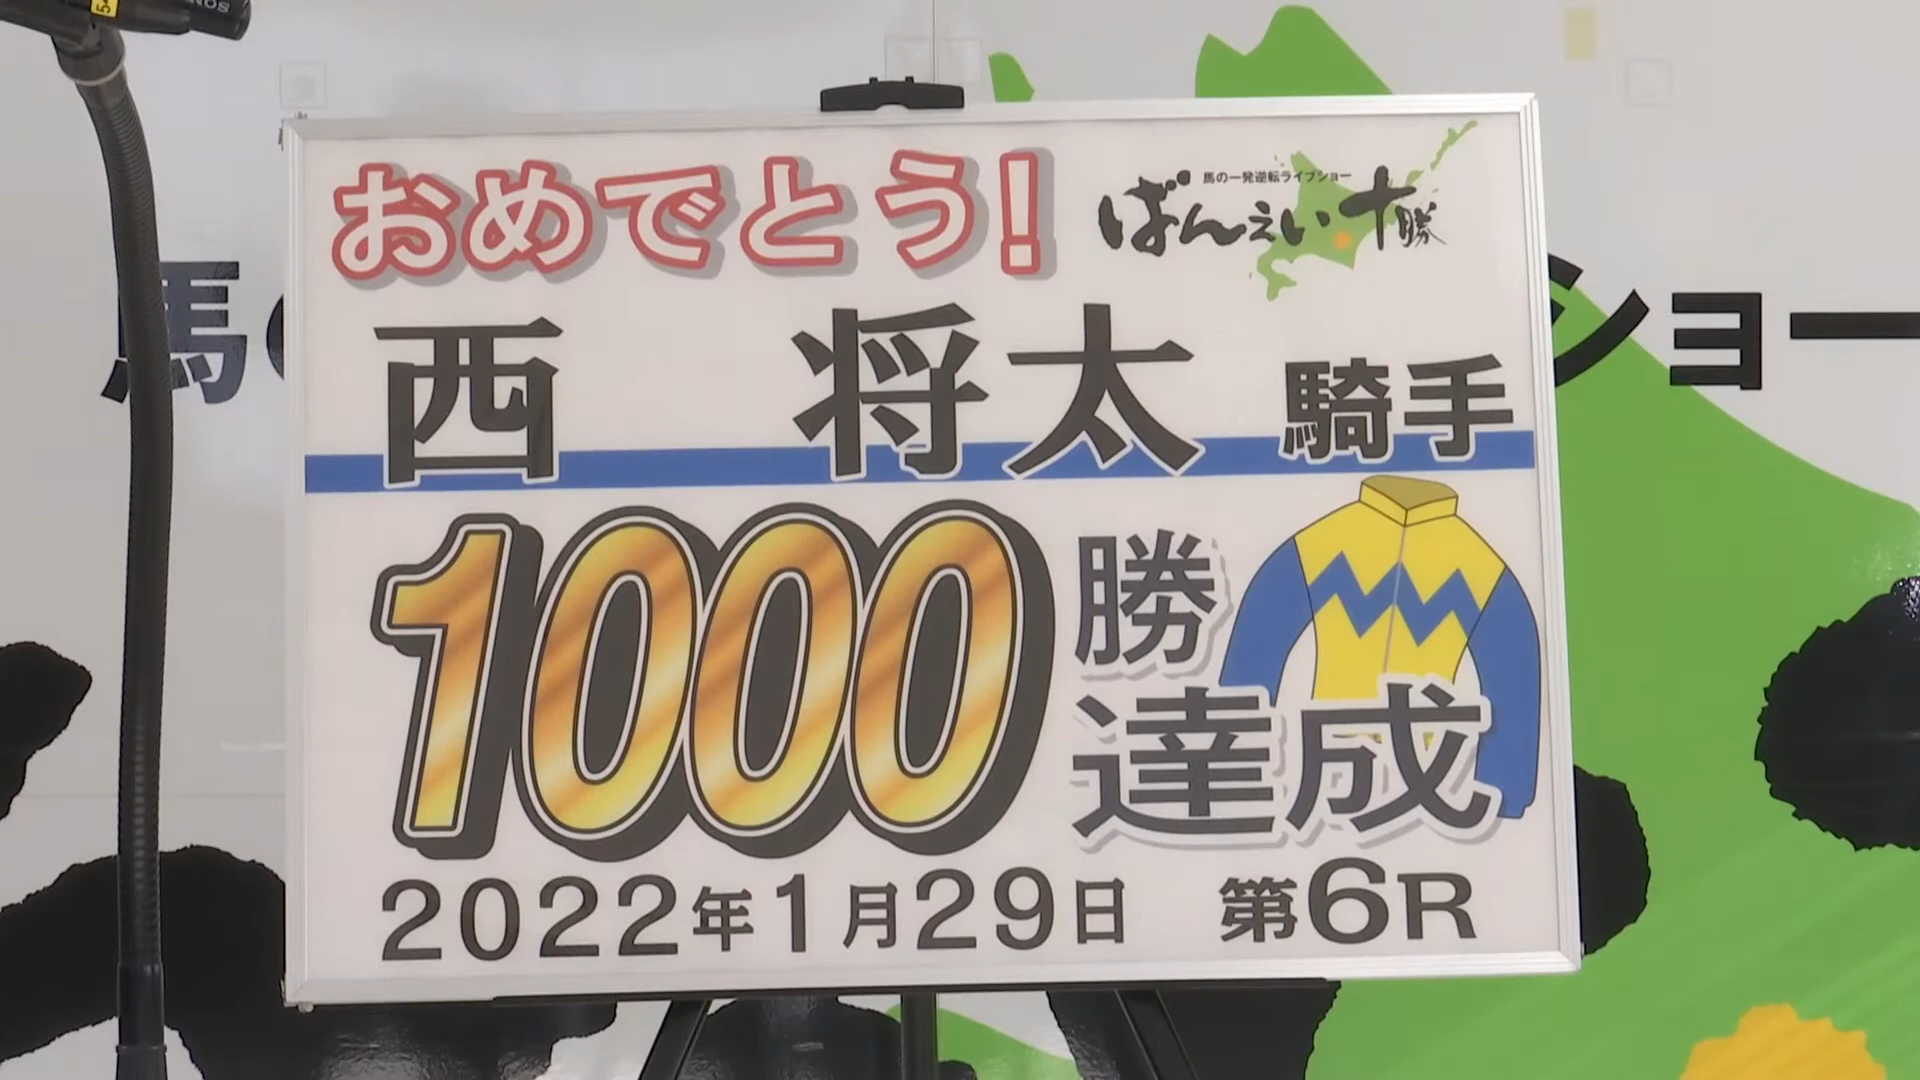 おめでとう!
馬の一発逆転ライブショー
ばんえい十勝
西 将太 騎手
1000勝達成
2022年1月29日 第6R
馬の
ショー
SONY